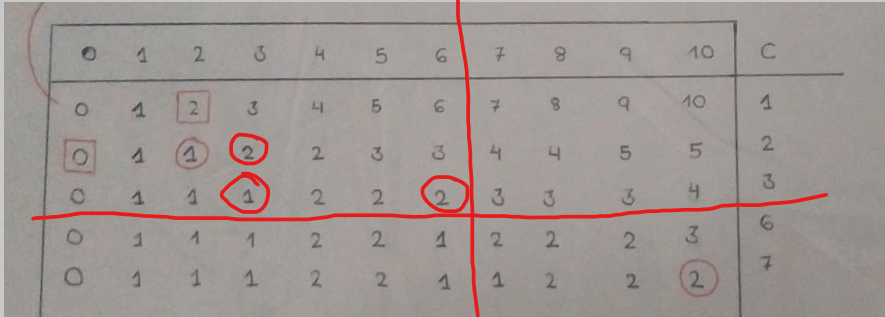 0 1 2 3 4 5 6 7 8 9 10 C
0 1 2 3 4 5 6 7 8 9 10 1
0 1 1 2 2 3 3 4 4 5 5 2
0 1 1 1 2 2 2 3 3 3 4 3
0 1 1 1 2 2 1 2 2 2 3 6
0 1 1 1 2 2 1 1 2 2 2 7